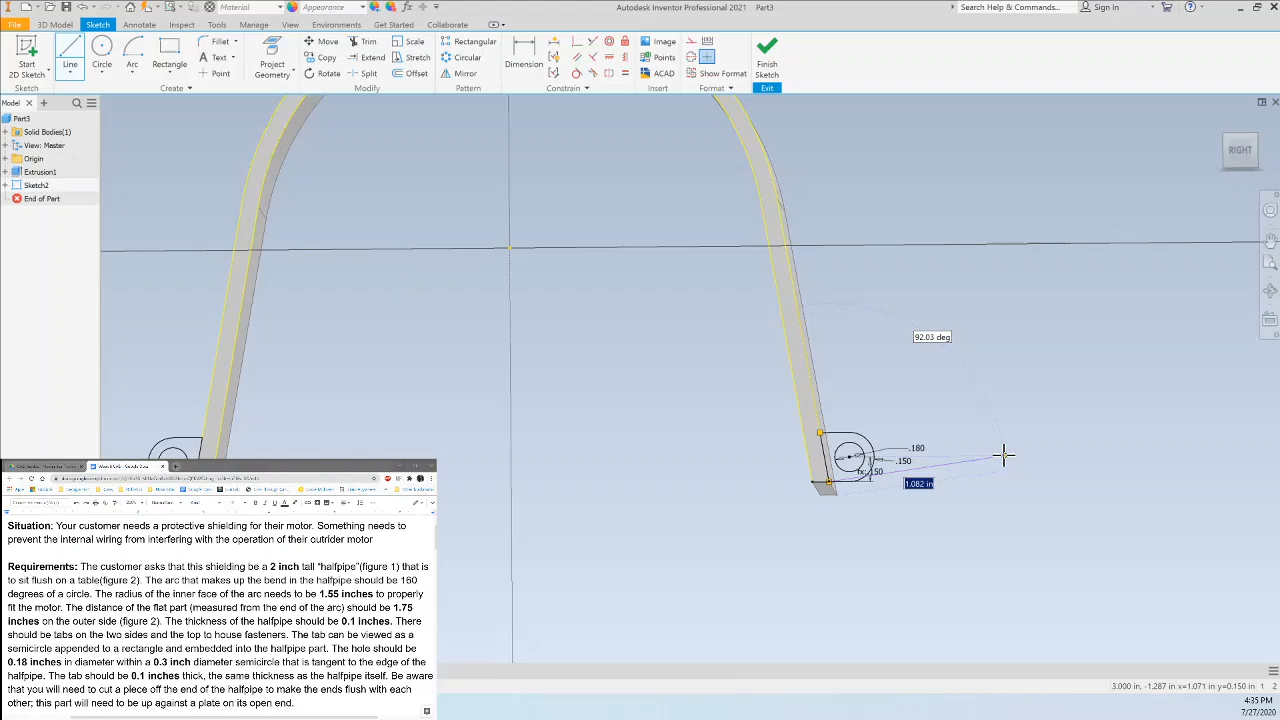 Material
Appearance
Autodesk Inventor Professional 2021 Part3
Search Help & Commands...
Sign In
File
3D Model
Sketch
Annotate
Inspect
Tools
Manage
View
Environments
Get Started
Collaborate
Start
2D Sketch
Line
Circle
Arc
Rectangle
Fillet
Text
Point
Project
Geometry
Move
Copy
Rotate
Trim
Extend
Split
Scale
Stretch
Offset
Rectangular
Circular
Mirror
Dimension
Image
Points
ACAD
Show Format
Finish
Sketch
Sketch
Create
Modify
Pattern
Constrain
Insert
Format
Exit
Model
Part3
Solid Bodies(1)
View: Master
Origin
Extrusion1
Sketch2
End of Part
RIGHT
92.03 deg
.180
.150
fx:.150
1.082 in
Situation: Your customer needs a protective shielding for their motor. Something needs to
prevent the internal wiring from interfering with the operation of their outrider motor
Requirements: The customer asks that this shielding be a 2 inch tall “halfpipe”(figure 1) that is
to sit flush on a table(figure 2). The arc that makes up the bend in the halfpipe should be 160
degrees of a circle. The radius of the inner face of the arc needs to be 1.55 inches to properly
fit the motor. The distance of the flat part (measured from the end of the arc) should be 1.75
inches on the outer side (figure 2). The thickness of the halfpipe should be 0.1 inches. There
should be tabs on the two sides and the top to house fasteners. The tab can be viewed as a
semicircle appended to a rectangle and embedded into the halfpipe part. The hole should be
0.18 inches in diameter within a 0.3 inch diameter semicircle that is tangent to the edge of the
halfpipe. The tab should be 0.1 inches thick, the same thickness as the halfpipe itself. Be aware
that you will need to cut a piece off the end of the halfpipe to make the ends flush with each
other; this part will need to be up against a plate on its open end.
3.000 in, -1.287 in x=1.071 in y=0.150 in 1 2
4:35 PM
7/27/2020